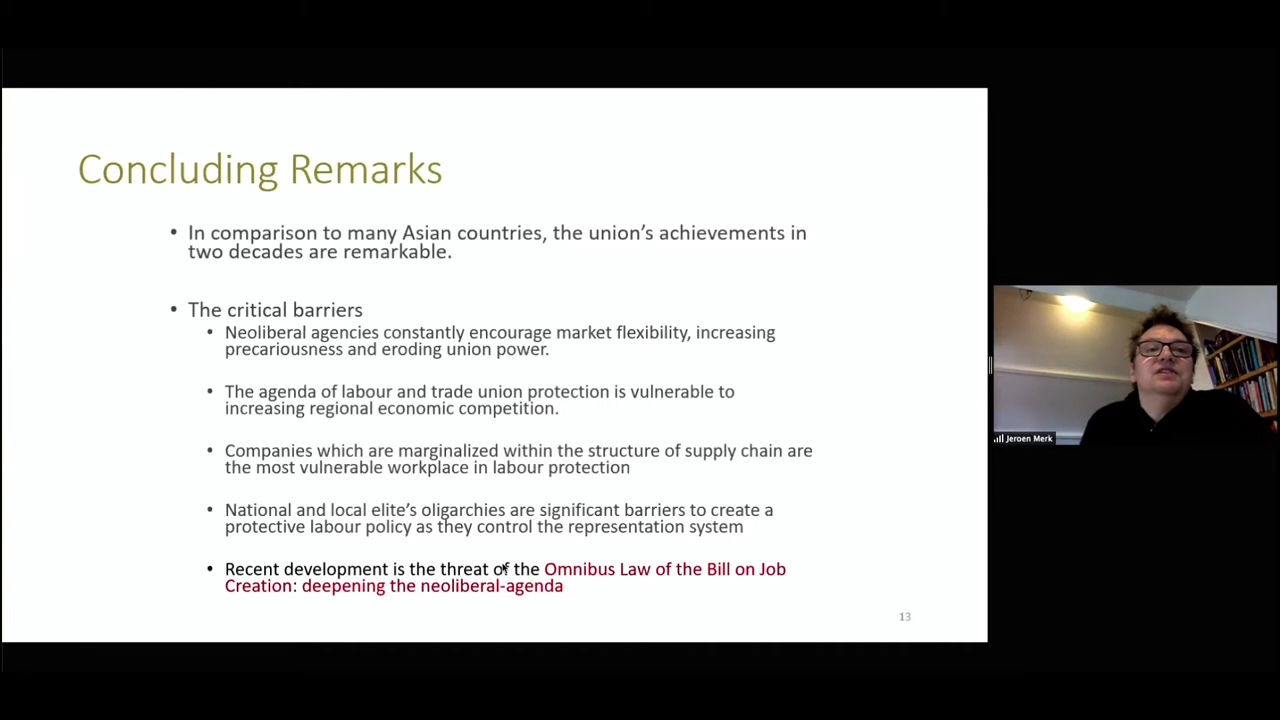 Concluding Remarks
• In comparison to many Asian countries, the union's achievements in
two decades are remarkable.
• The critical barriers
• Neoliberal agencies constantly encourage market flexibility, increasing
precariousness and eroding union power.
• The agenda of labour and trade union protection is vulnerable to
increasing regional economic competition.
• Companies which are marginalized within the structure of supply chain are
the most vulnerable workplace in labour protection
• National and local elite's oligarchies are significant barriers to create a
protective labour policy as they control the representation system
• Recent development is the threat of the Omnibus Law of the Bill on Job
Creation: deepening the neoliberal-agenda
13
Jeroen Merk